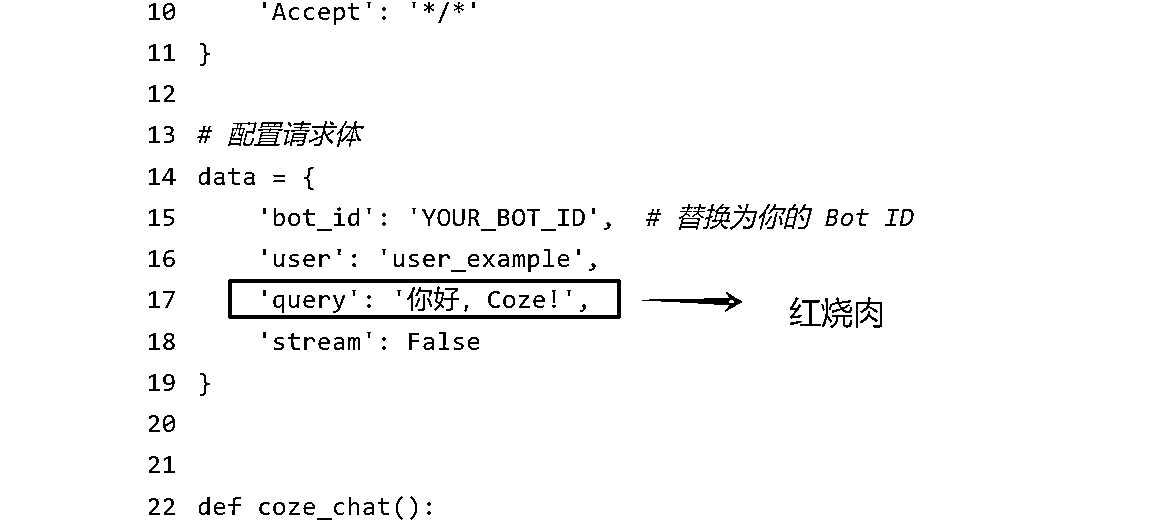 10 'Accept': '*/*'
11 }
12
13 # 配置请求体
14 data = {
15 'bot_id': 'YOUR_BOT_ID', # 替换为你的 Bot ID
16 'user': 'user_example',
17 'query': '你好，Coze!', 红烧肉
18 'stream': False
19 }
20
21
22 def coze_chat():